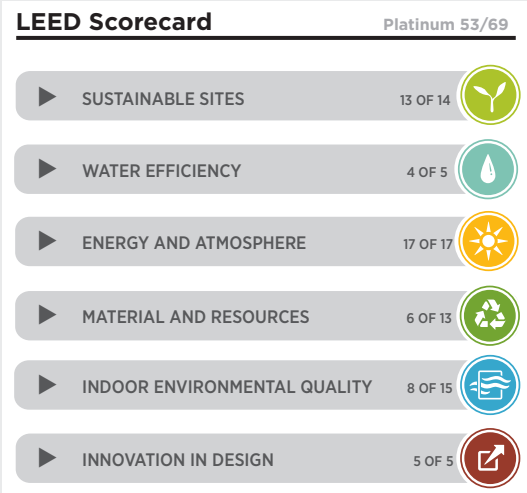 LEED Scorecard Platinum 53/69
SUSTAINABLE SITES 13 OF 14
WATER EFFICIENCY 4 OF 5
ENERGY AND ATMOSPHERE 17 OF 17
MATERIAL AND RESOURCES 6 OF 13
INDOOR ENVIRONMENTAL QUALITY 8 OF 15
INNOVATION IN DESIGN 5 OF 5